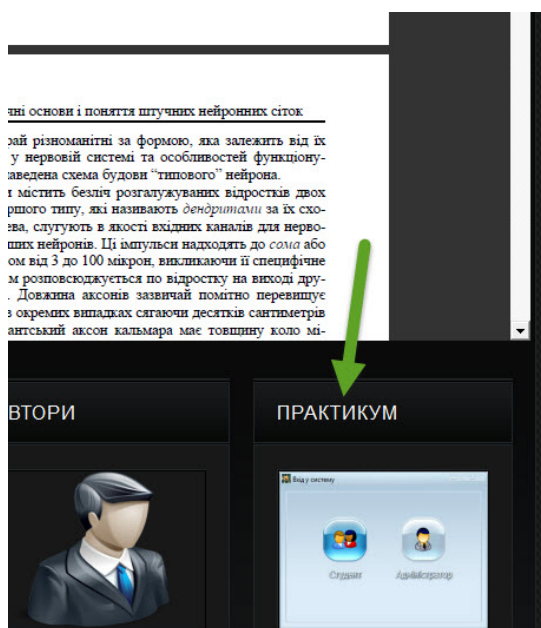 чні основи і поняття штучних нейронних сіток
рай різноманітні за формою, яка залежить від їх
у нервовій системі та особливостей функціону-
наведена схема будови “типового” нейрона.
и містить безліч розгалужуваних відростків двох
ршого типу, які називають дендритами за їх схо-
ева, слугують в якості вхідних каналів для нерво-
нших нейронів. Ці імпульси надходять до сома або
ом від 3 до 100 мікрон, викликаючи її специфічне
м розповсюджується по відростку на виході дру-
. Довжина аксонів зазвичай помітно перевищує
в окремих випадках сягаючи десятків сантиметрів
антський аксон кальмара має товщину коло мі-
ВТОРИ
ПРАКТИКУМ
Вхід у систему
Студент
Адміністратор